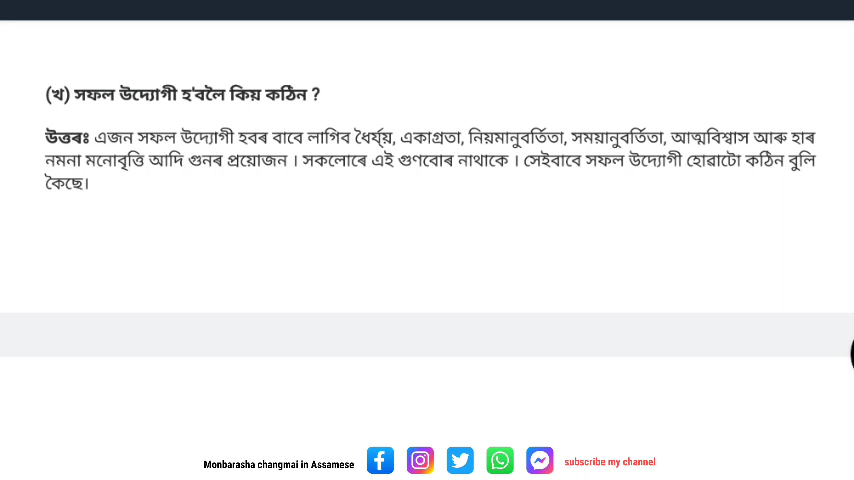 (খ) সফল উদ্যোগী হ'বলৈ কিয় কঠিন ?
উত্তৰঃ এজন সফল উদ্যোগী হবৰ বাবে লাগিব ধৈৰ্য্য, একাগ্ৰতা, নিয়মানুবৰ্তিতা, সময়ানুবৰ্তিতা, আত্মবিশ্বাস আৰু হাৰ
নমনা মনোবৃত্তি আদি গুনৰ প্ৰয়োজন । সকলোৰে এই গুণবোৰ নাথাকে । সেইবাবে সফল উদ্যোগী হোৱাটো কঠিন বুলি
কৈছে।
Monbarasha changmai in Assamese
subscribe my channel